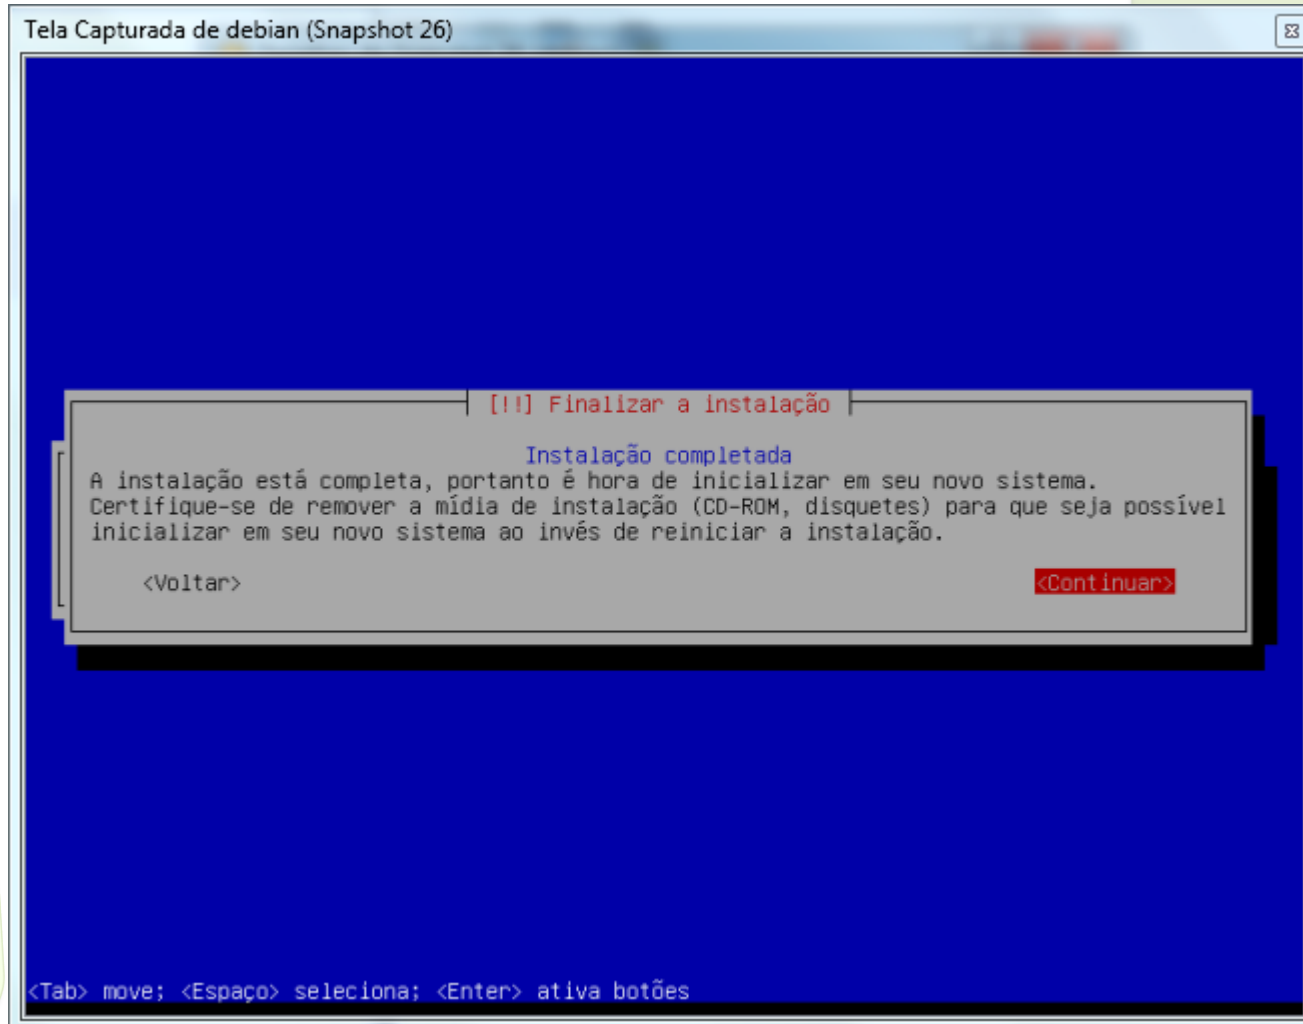 Tela Capturada de debian (Snapshot 26)
[!!] Finalizar a instalação
Instalação completada
A instalação está completa, portanto é hora de inicializar em seu novo sistema.
Certifique-se de remover a mídia de instalação (CD-ROM, disquetes) para que seja possível
inicializar em seu novo sistema ao invés de reiniciar a instalação.
<Voltar> <Continuar>
<Tab> move; <Espaço> seleciona; <Enter> ativa botões